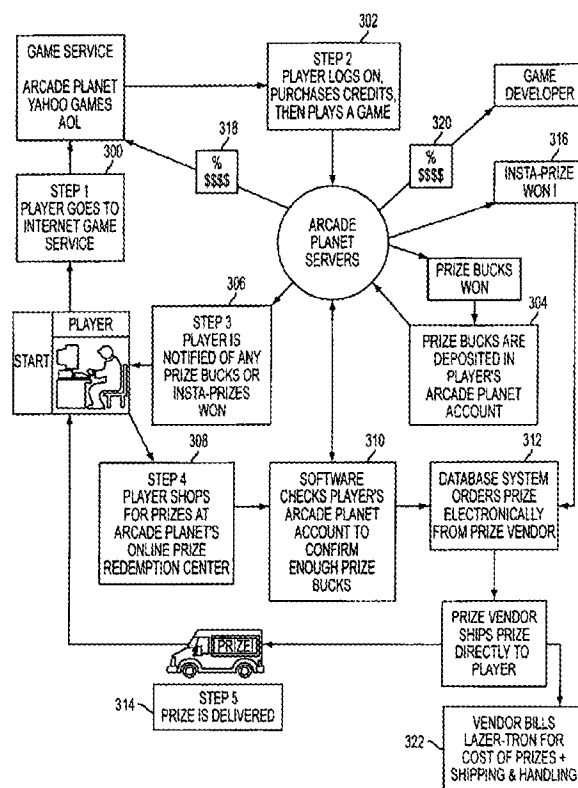 302
GAME SERVICE
ARCADE PLANET
YAHOO GAMES
AOL
STEP 2
PLAYER LOGS ON,
PURCHASES CREDITS,
THEN PLAYS A GAME
GAME
DEVELOPER
318
%
$$$$
320
%
$$$$
316
INSTA-PRIZE
WON !
300
STEP 1
PLAYER GOES TO
INTERNET GAME
SERVICE
ARCADE
PLANET
SERVERS
PRIZE BUCKS
WON
304
PRIZE BUCKS ARE
DEPOSITED IN
PLAYER'S
ARCADE PLANET
ACCOUNT
306
STEP 3
PLAYER IS
NOTIFIED OF ANY
PRIZE BUCKS OR
INSTA-PRIZES
WON
START
PLAYER
308
STEP 4
PLAYER SHOPS
FOR PRIZES AT
ARCADE PLANET'S
ONLINE PRIZE
REDEMPTION CENTER
310
SOFTWARE
CHECKS PLAYER'S
ARCADE PLANET
ACCOUNT TO
CONFIRM
ENOUGH PRIZE
BUCKS
312
DATABASE SYSTEM
ORDERS PRIZE
ELECTRONICALLY
FROM PRIZE VENDOR
PRIZE VENDOR
SHIPS PRIZE
DIRECTLY TO
PLAYER
PRIZE!
314
STEP 5
PRIZE IS DELIVERED
322
VENDOR BILLS
LAZER-TRON FOR
COST OF PRIZES +
SHIPPING & HANDLING